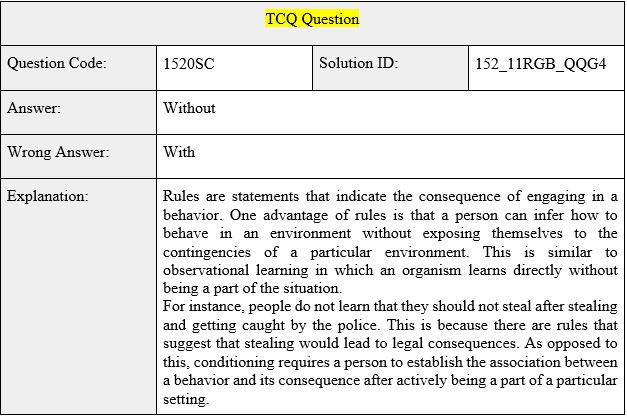 TCQ Question
Question Code: 1520SC Solution ID: 152_11RGB_QQG4
Answer: Without
Wrong Answer: With
Explanation: Rules are statements that indicate the consequence of engaging in a
behavior. One advantage of rules is that a person can infer how to
behave in an environment without exposing themselves to the
contingencies of a particular environment. This is similar to
observational learning in which an organism learns directly without
being a part of the situation.
For instance, people do not learn that they should not steal after stealing
and getting caught by the police. This is because there are rules that
suggest that stealing would lead to legal consequences. As opposed to
this, conditioning requires a person to establish the association between
a behavior and its consequence after actively being a part of a particular
setting.